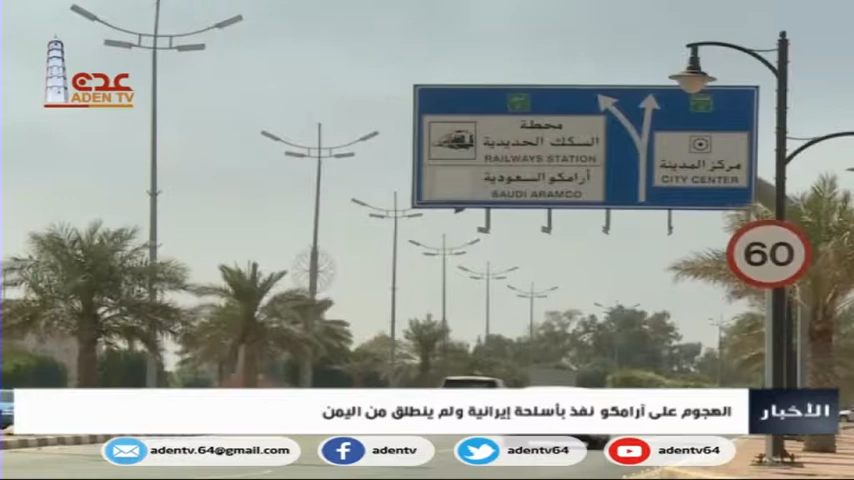 عدن
ADEN TV
محطة
السكك الحديدية
RAILWAYS STATION
أرامكو السعودية
SAUDI ARAMCO
مركز المدينة
CITY CENTER
60
الأخبار
الهجوم على أرامكو نفذ بأسلحة إيرانية ولم ينطلق من اليمن
adentv.64@gmail.com
adentv
adentv64
adentv64